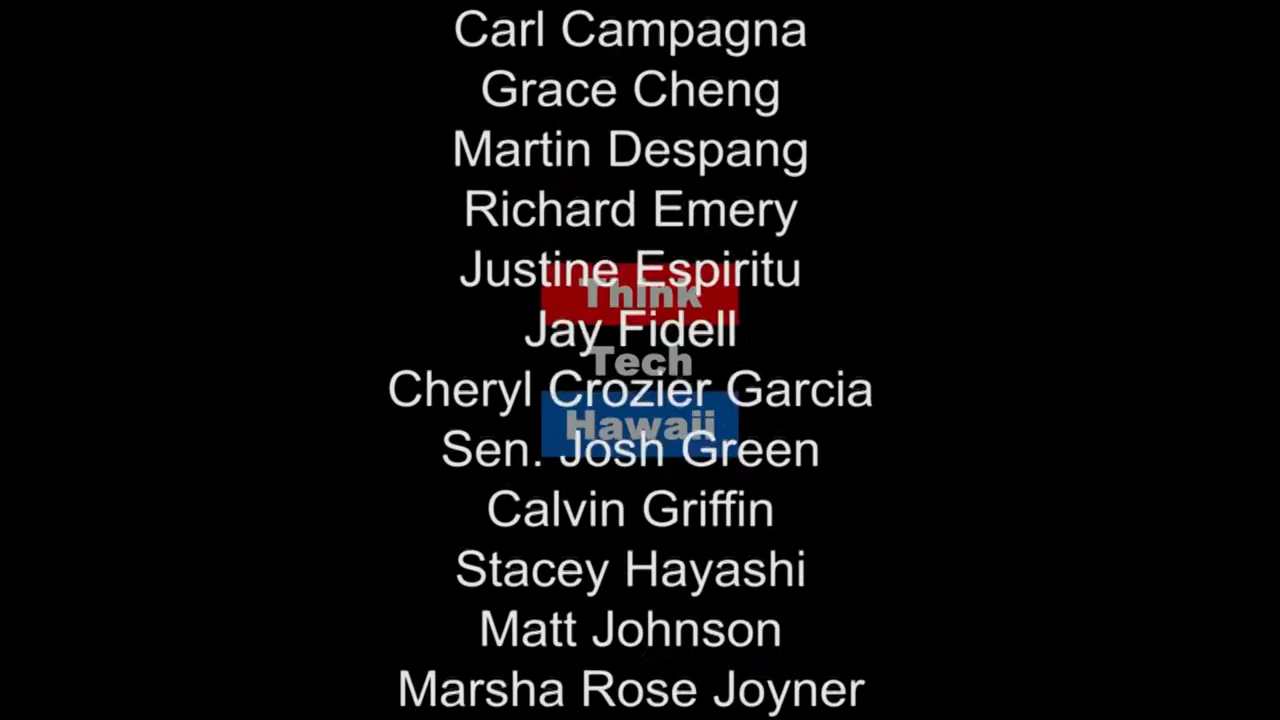 Carl Campagna
Grace Cheng
Martin Despang
Richard Emery
Justine Espiritu
Think
Jay Fidell
Tech
Cheryl Crozier Garcia
Hawaii
Sen. Josh Green
Calvin Griffin
Stacey Hayashi
Matt Johnson
Marsha Rose Joyner